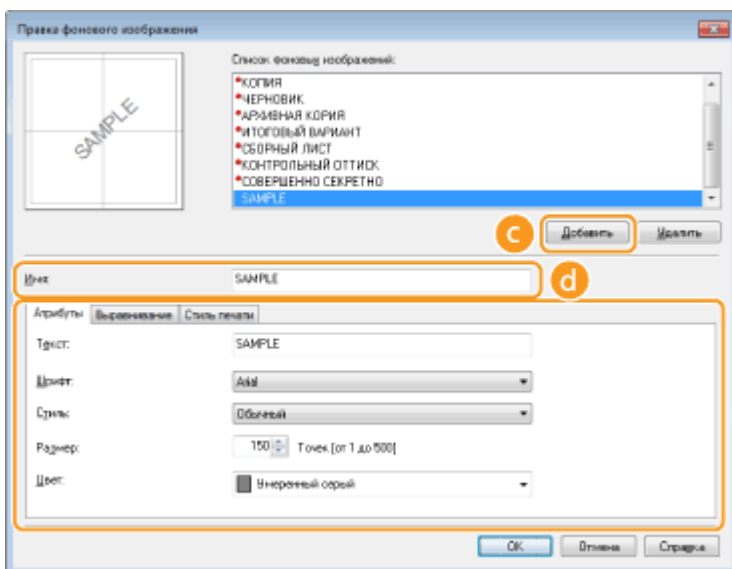 Правка фонового изображения
Список фоновых изображений:
SAMPLE
*КОПИЯ
*ЧЕРНОВИК
*АРХИВНАЯ КОРИЯ
*ИТОГОВЫЙ ВАРИАНТ
*СБОРНЫЙ ЛИСТ
*КОНТРОЛЬНЫЙ ОТТИСК
*СОВЕРШЕННО СЕКРЕТНО
SAMPLE
c Добавить Удалить
Имя: SAMPLE d
Атрибуты Выравнивание Стиль печати
Текст: SAMPLE
Шрифт: Arial
Стиль: Обычный
Размер: 150 Точек [от 1 до 500]
Цвет: Умеренный серый
OK Отмена Справка